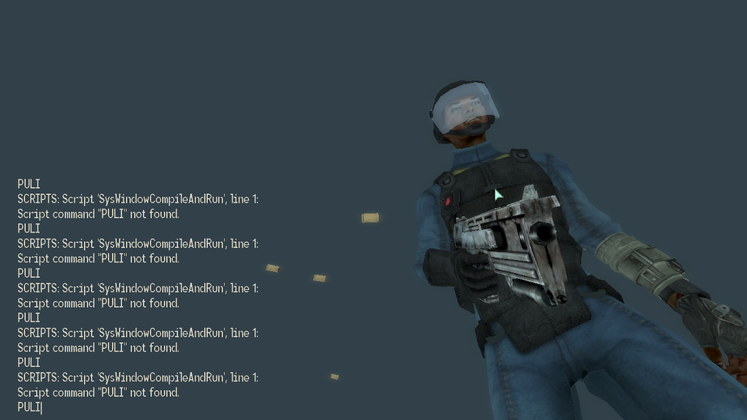 PULI
SCRIPTS: Script 'SysWindowCompileAndRun', line 1:
Script command "PULI" not found.
PULI
SCRIPTS: Script 'SysWindowCompileAndRun', line 1:
Script command "PULI" not found.
PULI
SCRIPTS: Script 'SysWindowCompileAndRun', line 1:
Script command "PULI" not found.
PULI
SCRIPTS: Script 'SysWindowCompileAndRun', line 1:
Script command "PULI" not found.
PULI
SCRIPTS: Script 'SysWindowCompileAndRun', line 1:
Script command "PULI" not found.
PULI